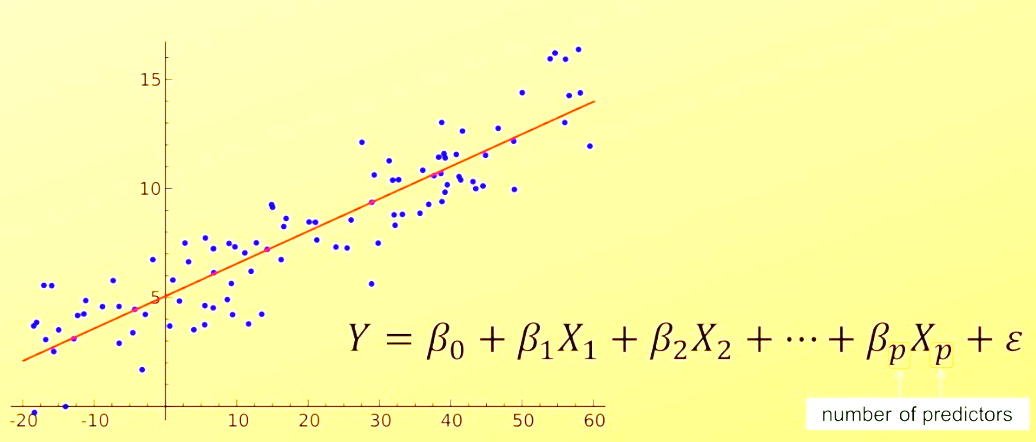 15
10
5
Y = β₀ + β₁X₁ + β₂X₂ + ⋯ + βₚXₚ + ε
-20 -10 10 20 30 40 50 60
number of predictors